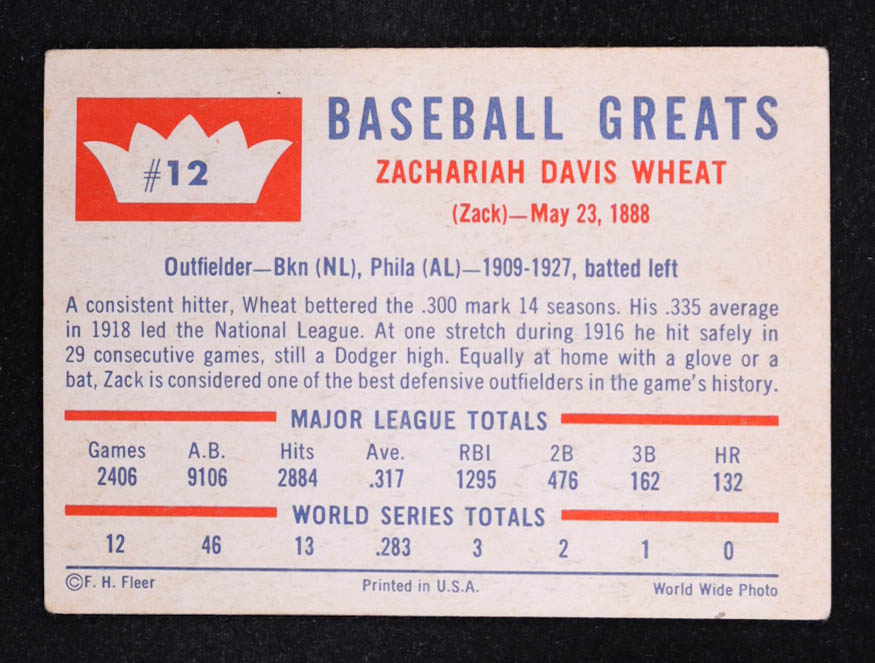 #12
BASEBALL GREATS
ZACHARIAH DAVIS WHEAT
(Zack)—May 23, 1888
Outfielder—Bkn (NL), Phila (AL)—1909-1927, batted left
A consistent hitter, Wheat bettered the .300 mark 14 seasons. His .335 average
in 1918 led the National League. At one stretch during 1916 he hit safely in
29 consecutive games, still a Dodger high. Equally at home with a glove or a
bat, Zack is considered one of the best defensive outfielders in the game's history.
MAJOR LEAGUE TOTALS
Games A.B. Hits Ave. RBI 2B 3B HR
2406 9106 2884 .317 1295 476 162 132
WORLD SERIES TOTALS
12 46 13 .283 3 2 1 0
©F. H. Fleer Printed in U.S.A. World Wide Photo